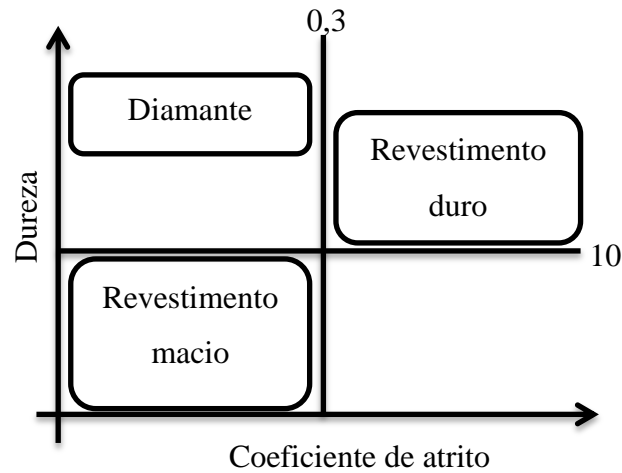 0,3
Diamante
Revestimento
duro
Dureza
10
Revestimento
macio
Coeficiente de atrito